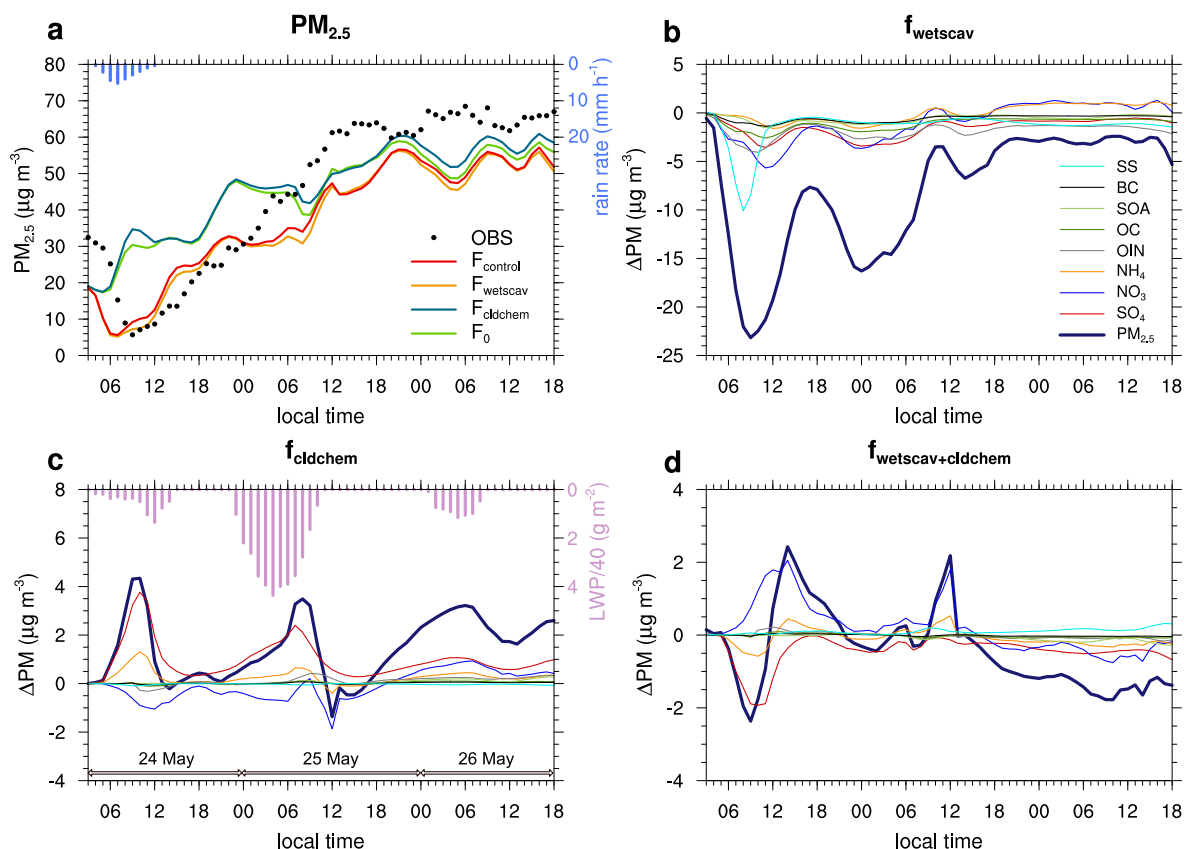 a
PM2.5
PM2.5 (µg m-3)
80
70
60
50
40
30
20
10
0
0
10
20
rain rate (mm h-1)
OBS
Fcontrol
Fwetscav
Fcldchem
F0
06 12 18 00 06 12 18 00 06 12 18
local time
b
fwetscav
ΔPM (µg m-3)
5
0
-5
-10
-15
-20
-25
SS
BC
SOA
OC
OIN
NH4
NO3
SO4
PM2.5
06 12 18 00 06 12 18 00 06 12 18
local time
c
fcldchem
ΔPM (µg m-3)
8
6
4
2
0
-2
-4
0
2
4
LWP/40 (g m-2)
24 May 25 May 26 May
06 12 18 00 06 12 18 00 06 12 18
local time
d
fwetscav+cldchem
ΔPM (µg m-3)
4
2
0
-2
-4
06 12 18 00 06 12 18 00 06 12 18
local time